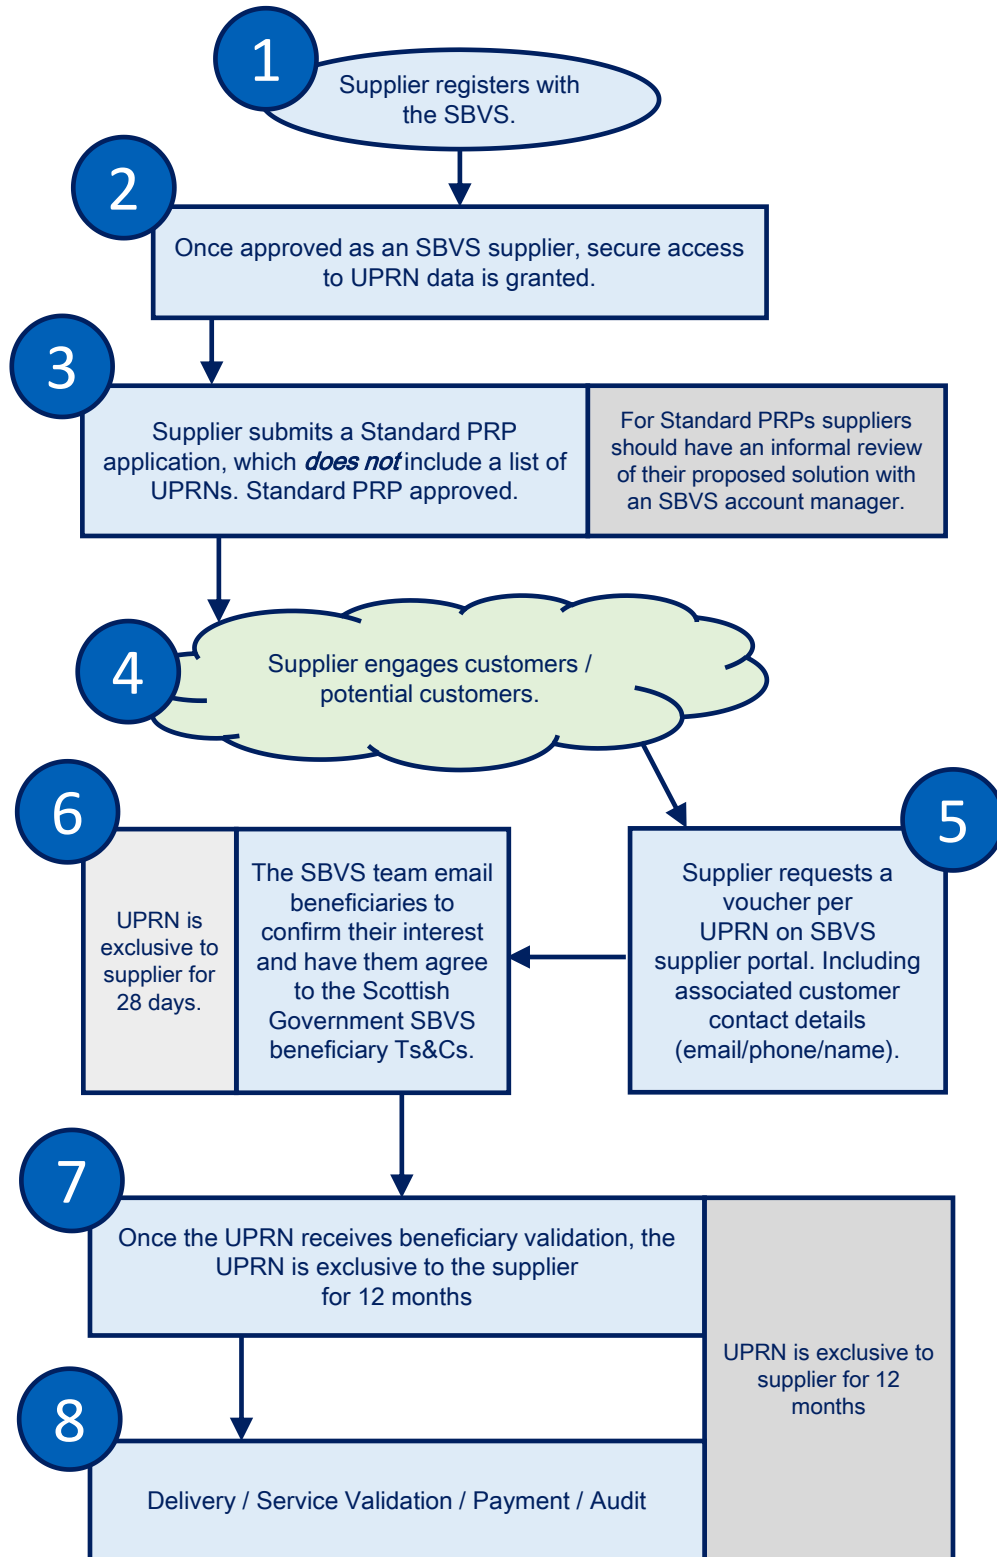 1
Supplier registers with
the SBVS.
2
Once approved as an SBVS supplier, secure access
to UPRN data is granted.
3
Supplier submits a Standard PRP
application, which does not include a list of
UPRNs. Standard PRP approved.
For Standard PRPs suppliers
should have an informal review
of their proposed solution with
an SBVS account manager.
4
Supplier engages customers /
potential customers.
5
Supplier requests a
voucher per
UPRN on SBVS
supplier portal. Including
associated customer
contact details
(email/phone/name).
6
UPRN is
exclusive to
supplier for
28 days.
The SBVS team email
beneficiaries to
confirm their interest
and have them agree
to the Scottish
Government SBVS
beneficiary Ts&Cs.
7
Once the UPRN receives beneficiary validation, the
UPRN is exclusive to the supplier
for 12 months
UPRN is exclusive to
supplier for 12
months
8
Delivery / Service Validation / Payment / Audit